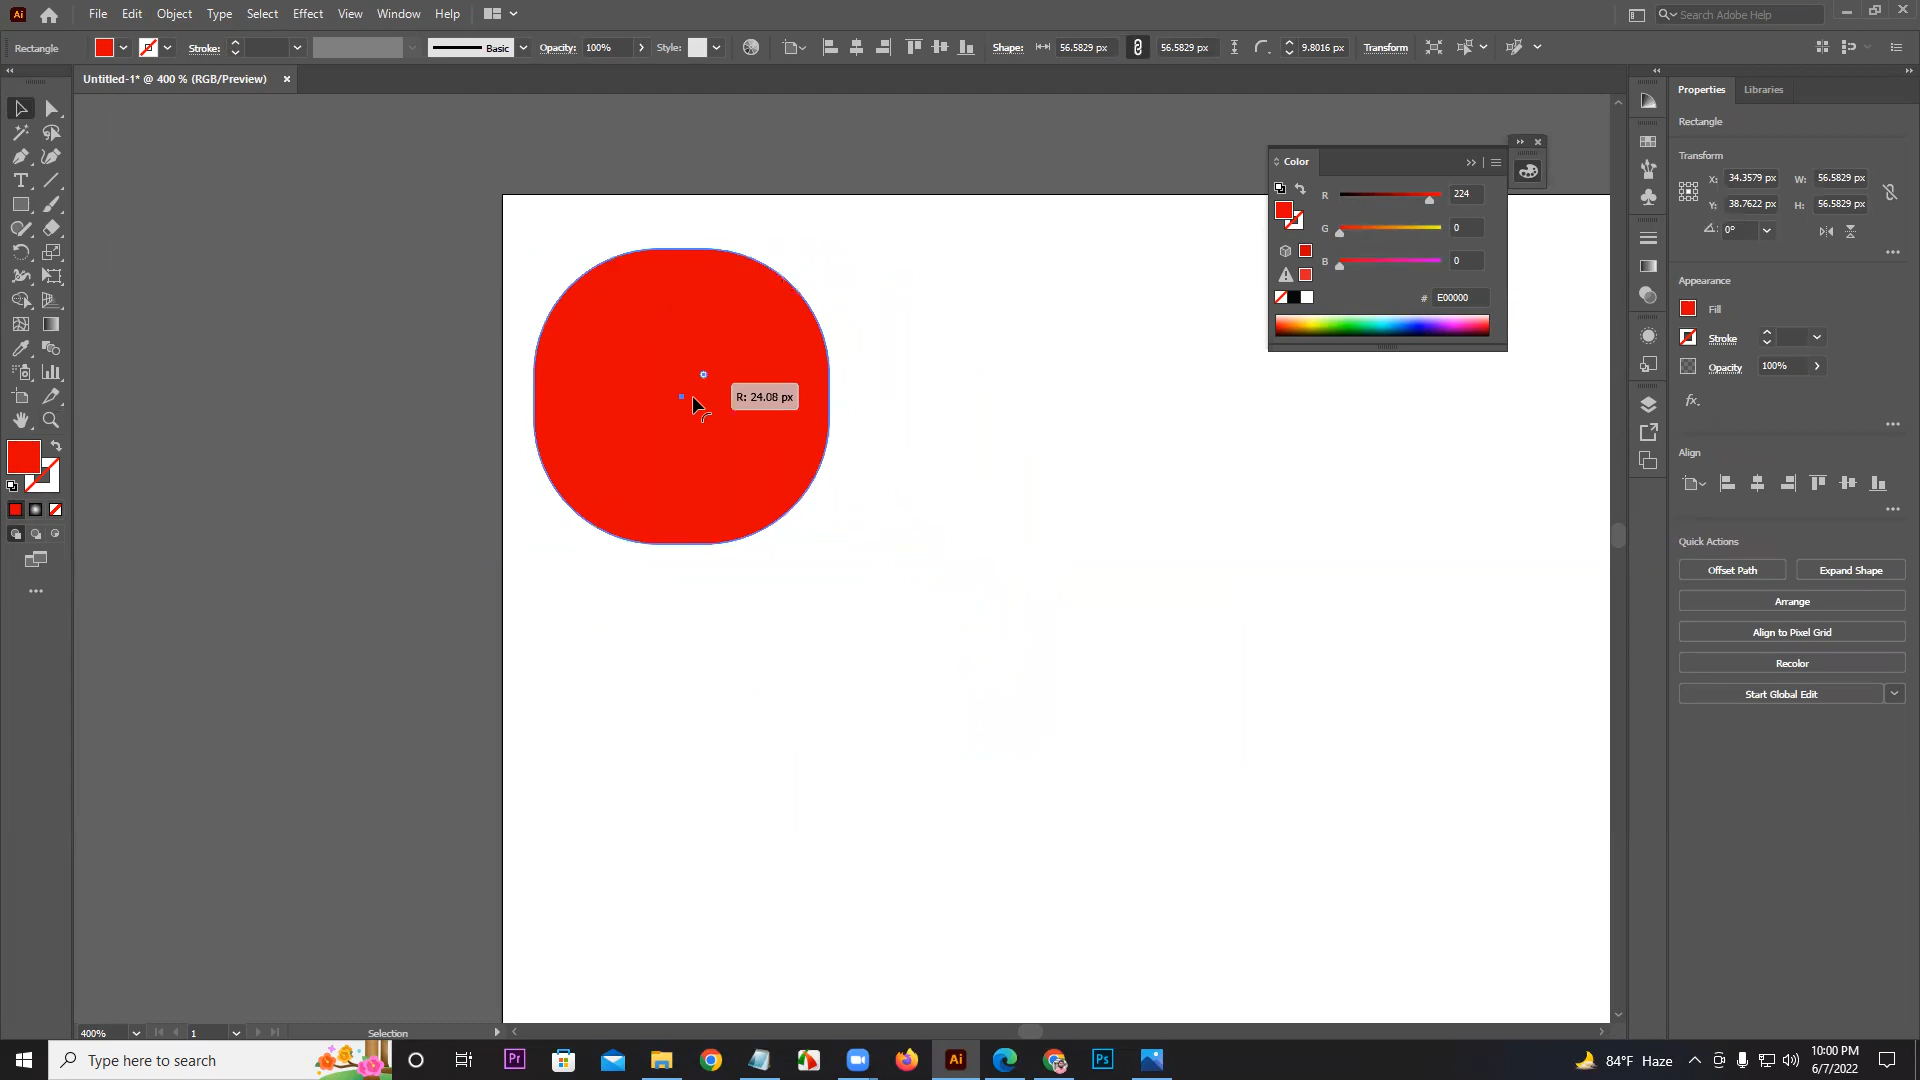 Ai File Edit Object Type Select Effect View Window Help Search Adobe Help
Rectangle Stroke: Basic Opacity: 100% Style: Shape: 56.5829 px 56.5829 px 9.8016 px Transform
Untitled-1* @ 400 % (RGB/Preview)
Properties Libraries
Rectangle
Transform
X: 34.3579 px W: 56.5829 px
Y: 38.7622 px H: 56.5829 px
0°
Appearance
Fill
Stroke
Opacity 100%
fx.
Align
Quick Actions
Offset Path Expand Shape
Arrange
Align to Pixel Grid
Recolor
Start Global Edit
Color
R 224
G 0
B 0
# E00000
R: 24.08 px
400% 1 Selection
Type here to search
Pr Ai Ps
84°F Haze
10:00 PM
6/7/2022